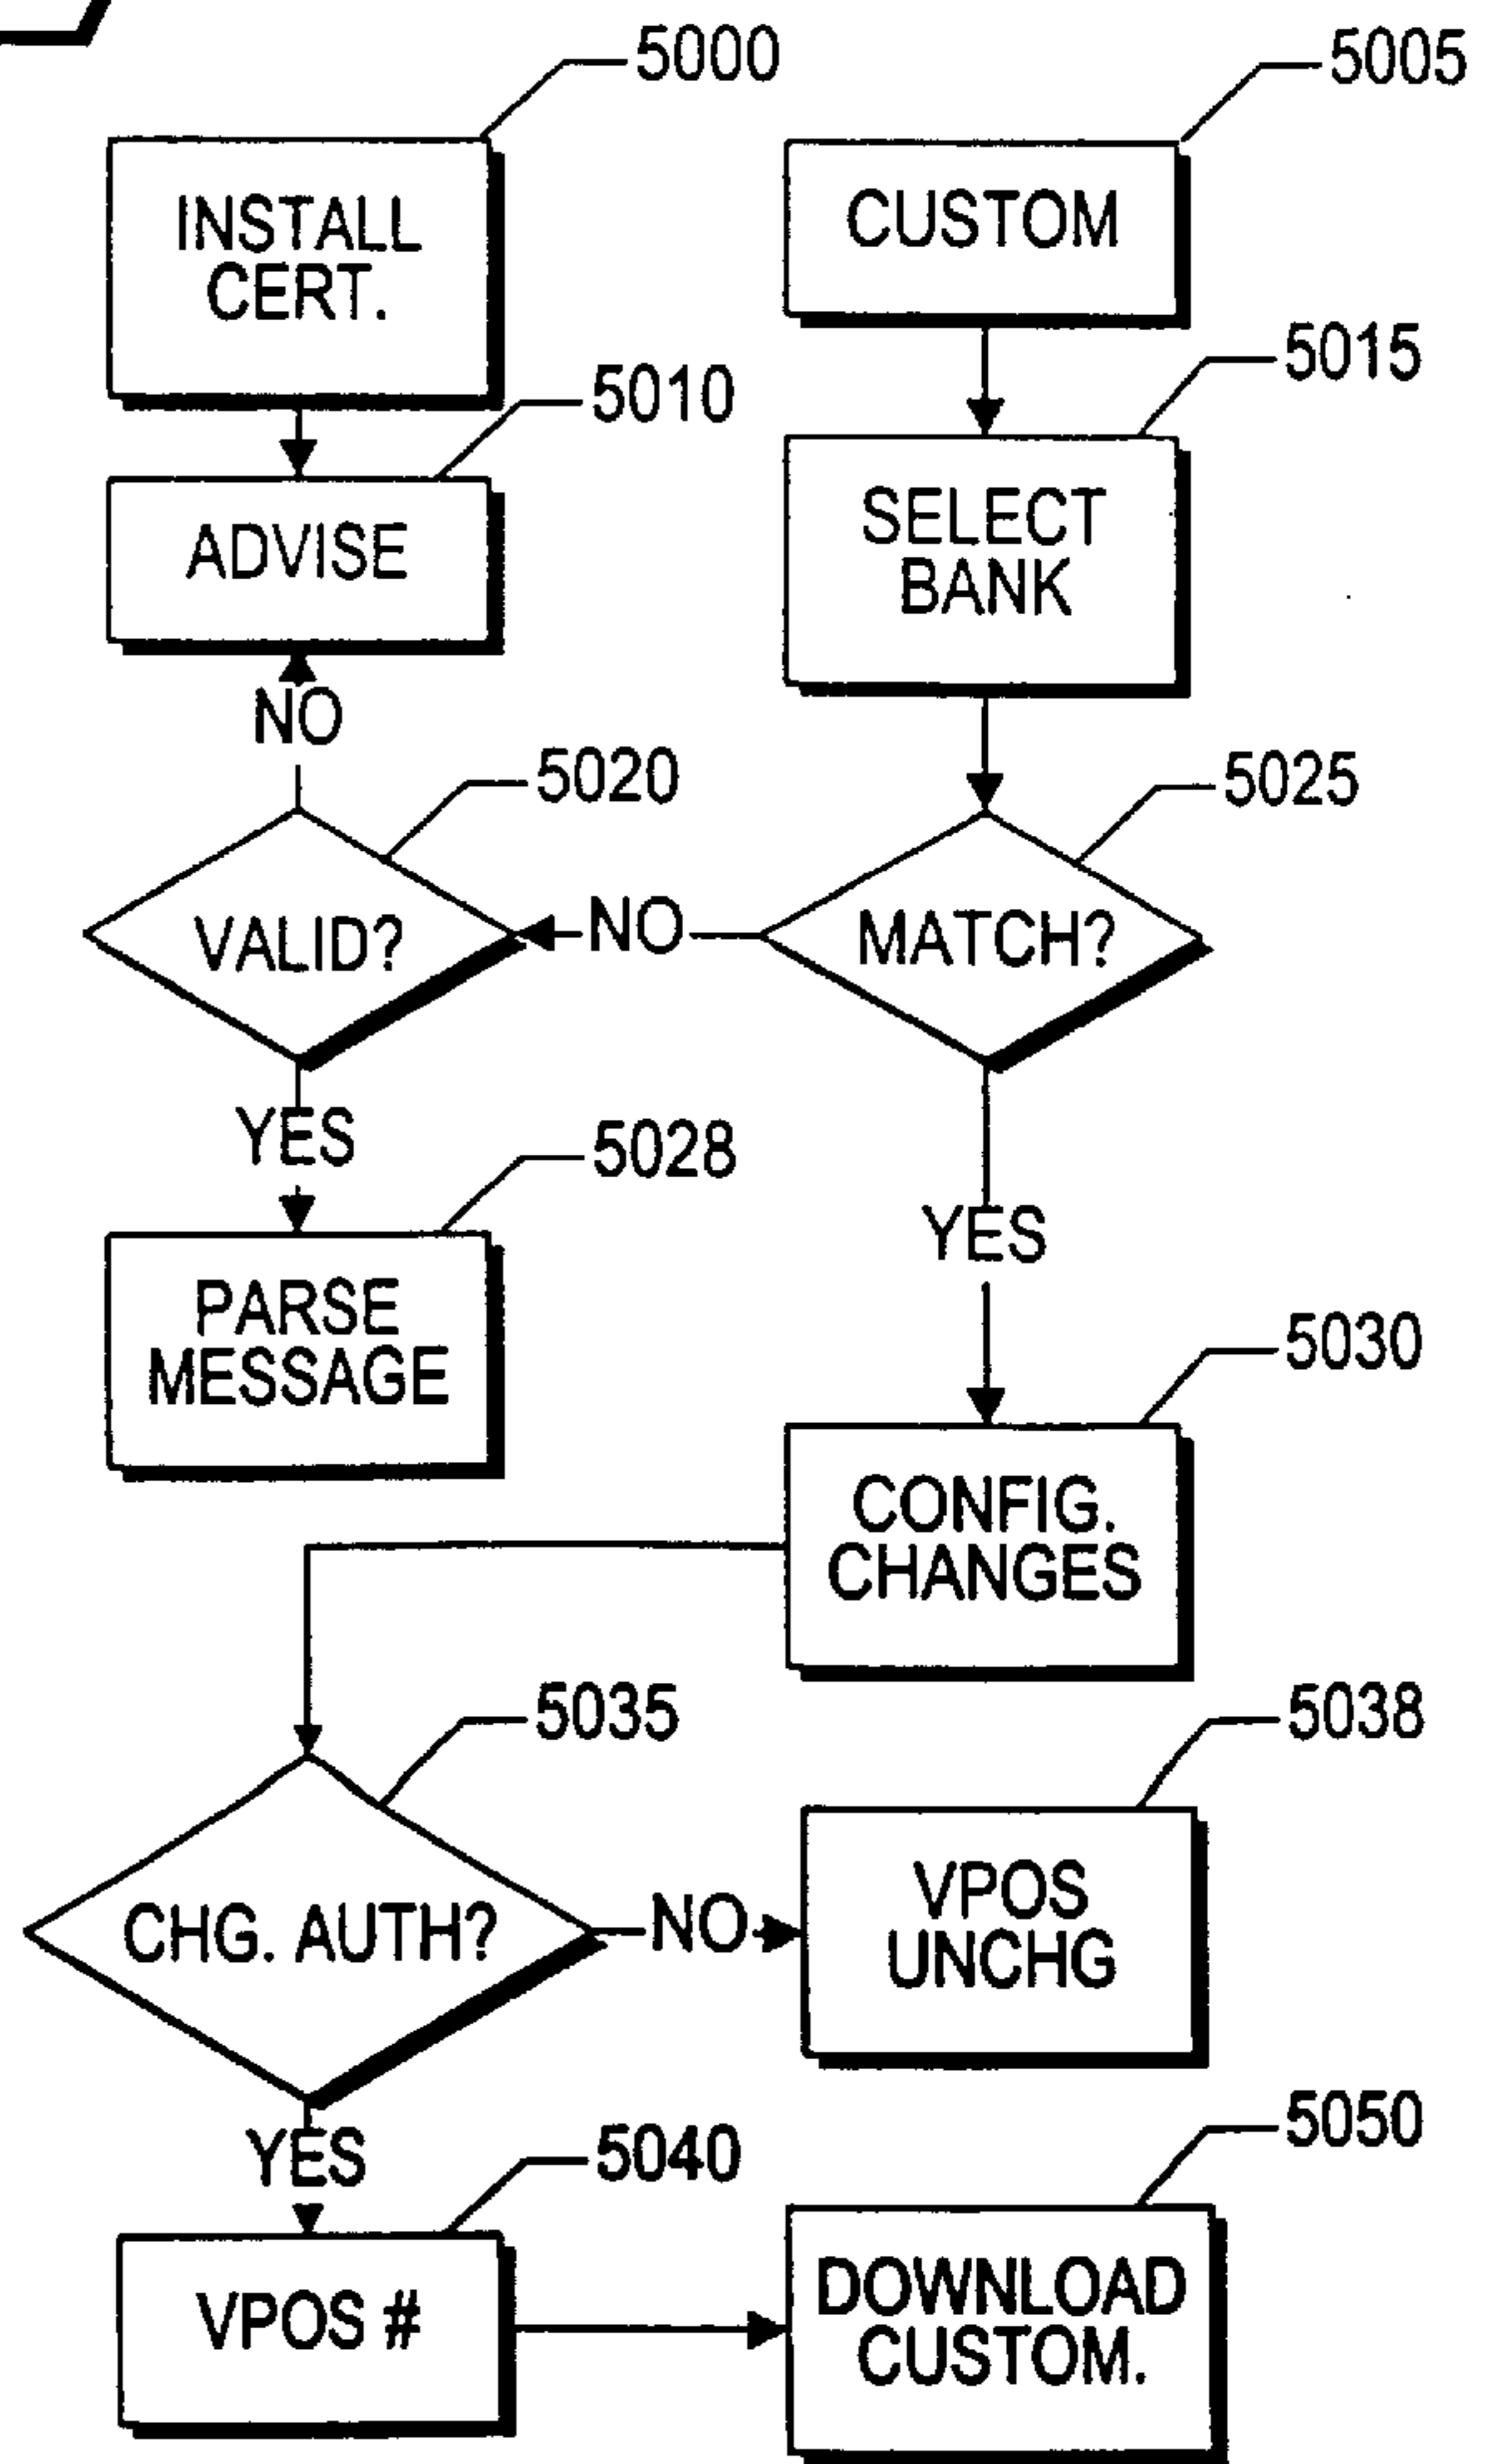 5000
5005
INSTALL
CERT.
CUSTOM
5010
5015
ADVISE
SELECT
BANK
NO
5020
5025
VALID?
NO
MATCH?
YES
5028
YES
PARSE
MESSAGE
5030
CONFIG.
CHANGES
5035
5038
CHG. AUTH?
NO
VPOS
UNCHG
YES
5040
5050
VPOS #
DOWNLOAD
CUSTOM.